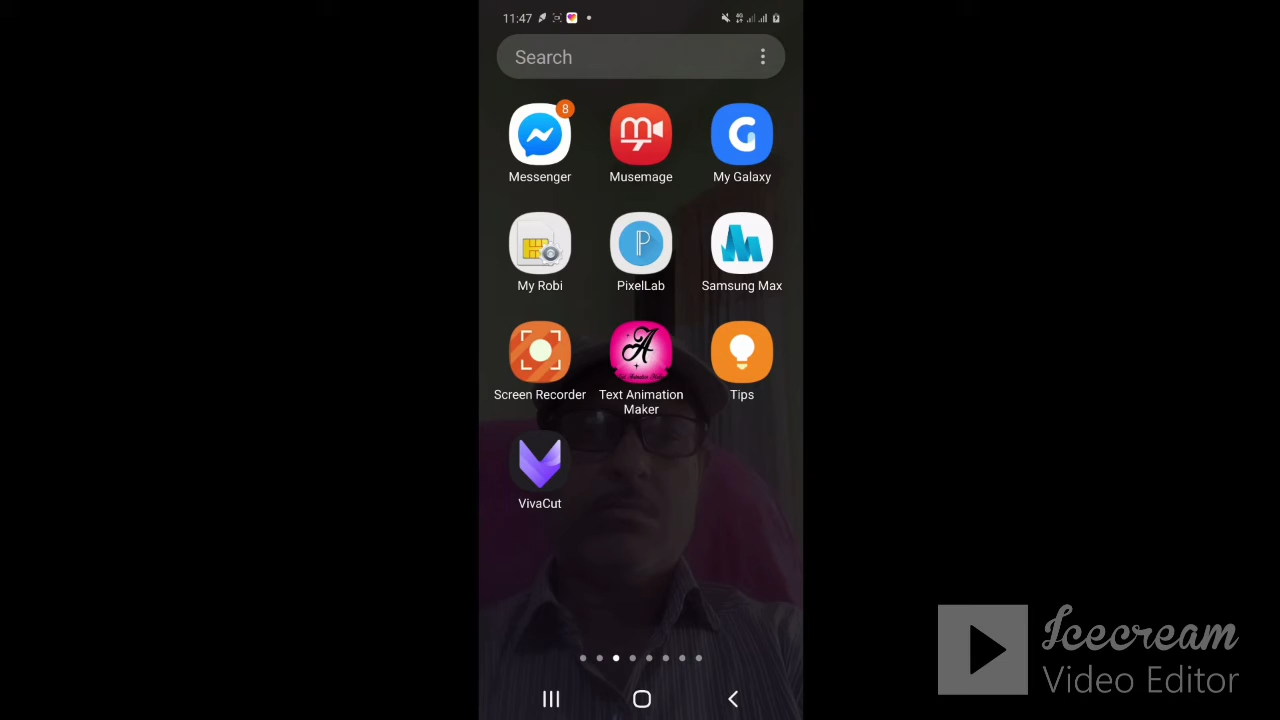 11:47
Search
8
Messenger
Musemage
My Galaxy
My Robi
PixelLab
Samsung Max
Screen Recorder
Text Animation
Maker
Tips
VivaCut
Icecream
Video Editor